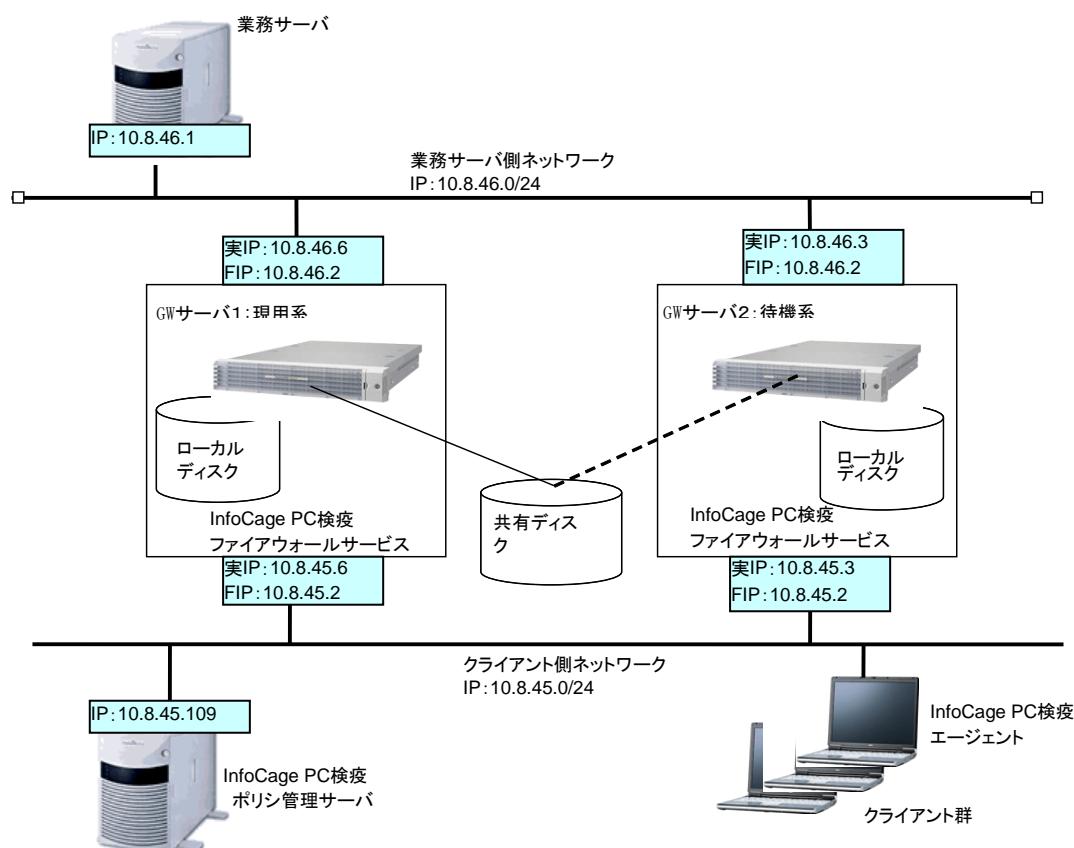 業務サーバ
IP：10.8.46.1
業務サーバ側ネットワーク
IP：10.8.46.0/24
実IP：10.8.46.6
FIP：10.8.46.2
実IP：10.8.46.3
FIP：10.8.46.2
GWサーバ1：現用系
GWサーバ2：待機系
ローカル
ディスク
ローカル
ディスク
共有ディス
ク
InfoCage PC検疫
ファイアウォールサービス
InfoCage PC検疫
ファイアウォールサービス
実IP：10.8.45.6
FIP：10.8.45.2
実IP：10.8.45.3
FIP：10.8.45.2
クライアント側ネットワーク
IP：10.8.45.0/24
IP：10.8.45.109
InfoCage PC検疫
ポリシ管理サーバ
InfoCage PC検疫
エージェント
クライアント群